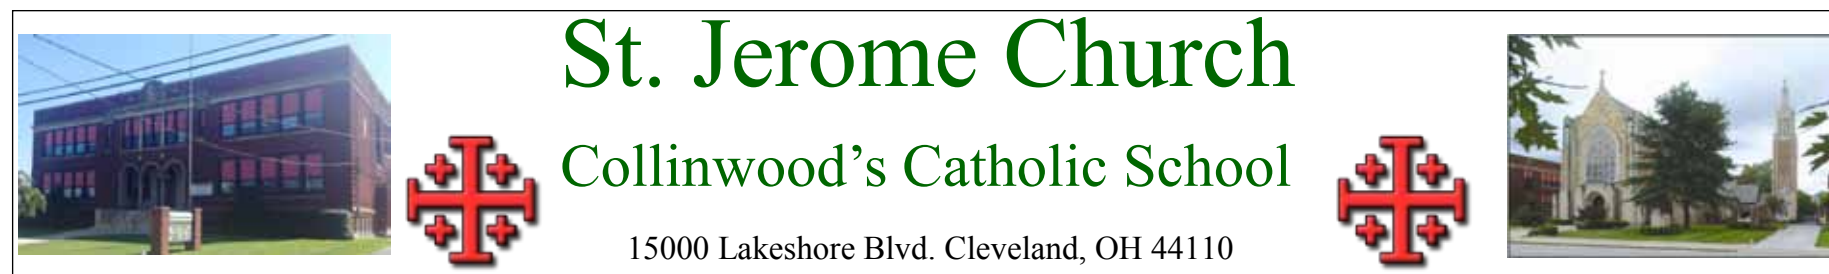 St. Jerome Church
Collinwood’s Catholic School
15000 Lakeshore Blvd. Cleveland, OH 44110